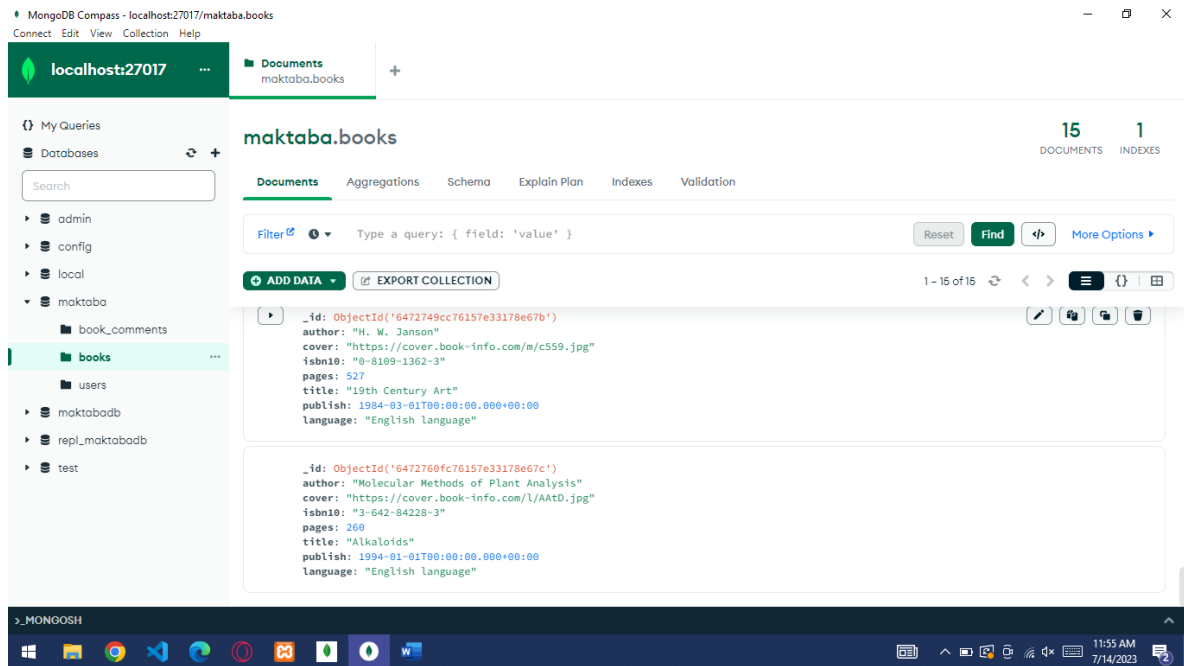 MongoDB Compass - localhost:27017/maktaba.books
Connect Edit View Collection Help
localhost:27017 ...
Documents
maktaba.books
+
{} My Queries
Databases
Search
admin
config
local
maktaba
book_comments
books ...
users
maktabadb
repl_maktabadb
test
maktaba.books
15
DOCUMENTS
1
INDEXES
Documents Aggregations Schema Explain Plan Indexes Validation
Filter Type a query: { field: 'value' } Reset Find </> More Options
ADD DATA EXPORT COLLECTION 1 – 15 of 15 {}
_id: ObjectId('6472749cc76157e33178e67b')
author: "H. W. Janson"
cover: "https://cover.book-info.com/m/c559.jpg"
isbn10: "0-8109-1362-3"
pages: 527
title: "19th Century Art"
publish: 1984-03-01T00:00:00.000+00:00
language: "English language"
_id: ObjectId('6472760fc76157e33178e67c')
author: "Molecular Methods of Plant Analysis"
cover: "https://cover.book-info.com/l/AAtD.jpg"
isbn10: "3-642-84228-3"
pages: 260
title: "Alkaloids"
publish: 1994-01-01T00:00:00.000+00:00
language: "English language"
>_MONGOSH
11:55 AM
7/14/2023
2